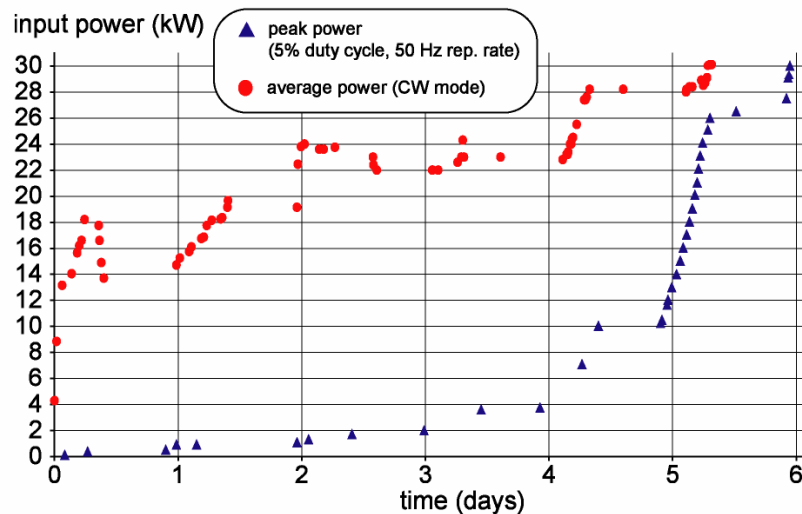 input power (kW)
peak power
(5% duty cycle, 50 Hz rep. rate)
average power (CW mode)
30
28
26
24
22
20
18
16
14
12
10
8
6
4
2
0
0 1 2 3 4 5 6
time (days)